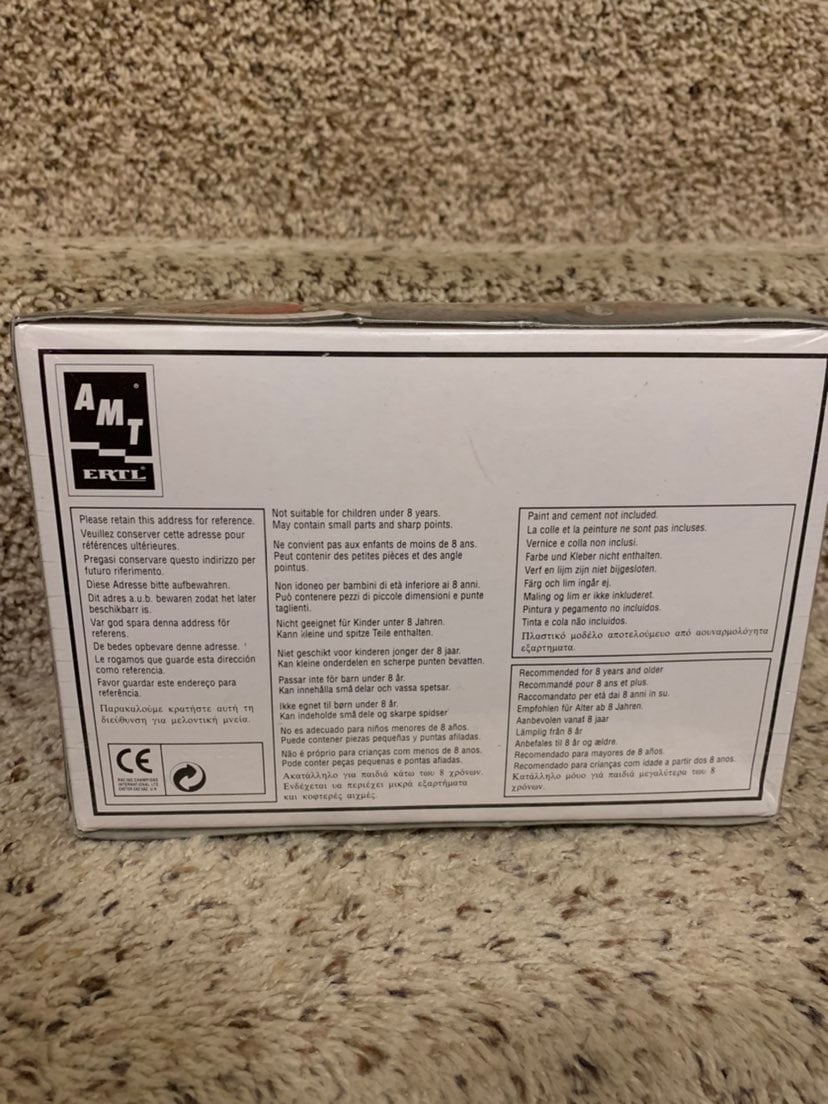 AMT
ERTL
Please retain this address for reference.
Veuillez conserver cette adresse pour
références ultérieures.
Pregasi conservare questo indirizzo per
futuro riferimento.
Diese Adresse bitte aufbewahren.
Dit adres a.u.b. bewaren zodat het later
beschikbarr is.
Var god spara denna address för
referens.
De bedes opbevare denne adresse.
Le rogamos que guarde esta dirección
como referencia.
Favor guardar este endereço para
referência.
Παρακαλούμε κρατήστε αυτή τη
διεύθυνση για μελοντική μνεία.
CE
RACING CHAMPIONS
INTERNATIONAL LTD
Not suitable for children under 8 years.
May contain small parts and sharp points.
Ne convient pas aux enfants de moins de 8 ans.
Peut contenir des petites pièces et des angle
pointus.
Non idoneo per bambini di età inferiore ai 8 anni.
Può contenere pezzi di piccole dimensioni e punte
taglienti.
Nicht geeignet für Kinder unter 8 Jahren.
Kann kleine und spitze Teile enthalten.
Niet geschikt voor kinderen jonger der 8 jaar.
Kan kleine onderdelen en scherpe punten bevatten.
Passar inte för barn under 8 år.
Kan innehålla små delar och vassa spetsar.
Ikke egnet til børn under 8 år.
Kan indeholde små dele og skarpe spidser
No es adecuado para niños menores de 8 años.
Puede contener piezas pequeñas y puntas afiladas.
Não é próprio para crianças com menos de 8 anos.
Pode conter peças pequenas e pontas afiadas.
Ακατάλληλο για παιδιά κάτω των 8 χρόνων.
Ενδέχεται να περιέχει μικρά εξαρτήματα
και κοφτερές αιχμές.
Paint and cement not included.
La colle et la peinture ne sont pas incluses.
Vernice e colla non inclusi.
Farbe und Kleber nicht enthalten.
Verf en lijm zijn niet bijgesloten.
Färg och lim ingår ej.
Maling og lim er ikke inkluderet.
Pintura y pegamento no incluidos.
Tinta e cola não incluidos.
Πλαστικό μοδέλο αποτελούμενο από αουναρμολόγητα
εξαρτηματα.
Recommended for 8 years and older
Recommandé pour 8 ans et plus.
Raccomandato per età dai 8 anni in su.
Empfohlen für Alter ab 8 Jahren.
Aanbevolen vanaf 8 jaar
Lämplig från 8 år
Anbefales til 8 år og ældre.
Recomendado para mayores de 8 años.
Recomendado para crianças com idade a partir dos 8 anos.
Κατάλληλο μόυο γιά παιδιά μεγαλύτερα των 8
χρόνων.